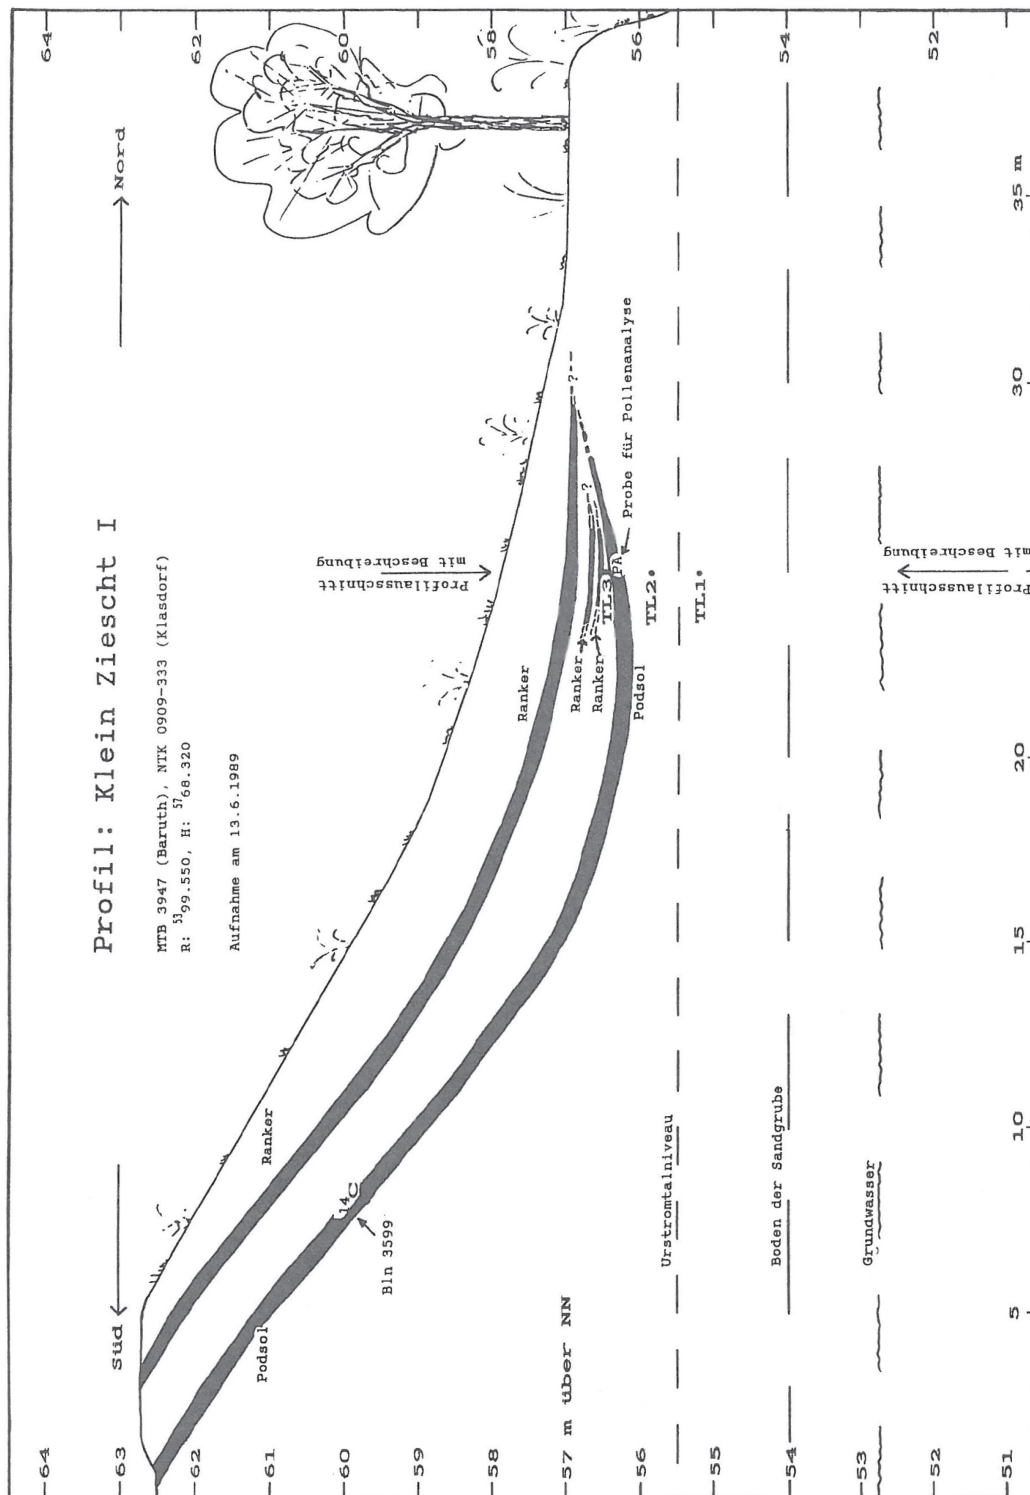 Profil: Klein Ziescht I
MTB 3947 (Baruth), NTK 0909-333 (Klasdorf)
R: ⁵³99.550, H: ⁵⁷68.320
Aufnahme am 13.6.1989
Süd
Nord
-64
-63
-62
-61
-60
-59
-58
-57 m über NN
-56
-55
-54
-53
-52
-51
64-
62-
60-
58-
56-
54-
52-
Ranker
Podsol
¹⁴C
Bln 3599
Profilausschnitt
mit Beschreibung
Ranker
Ranker
Ranker
Podsol
?
?
TL3
PA
TL2
TL1
Probe für Pollenanalyse
Urstromtalniveau
Boden der Sandgrube
Grundwasser
Profilausschnitt
mit Beschreibung
5
10
15
20
30
35 m